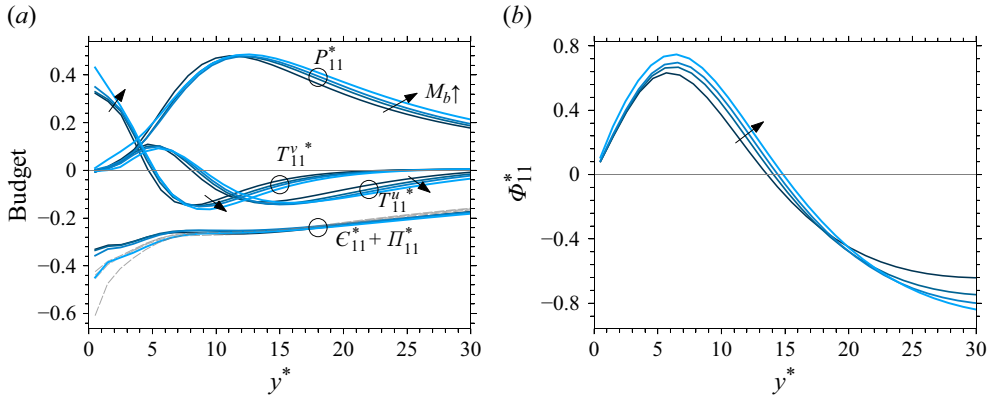 (a)
0.4
0.2
0
−0.2
−0.4
−0.6
Budget
P*11
M_b↑
T^v*11
T^u*11
ϵ*11 + Π*11
0 5 10 15 20 25 30
y*
(b)
0.8
0.4
0
−0.4
−0.8
Φ*11
0 5 10 15 20 25 30
y*